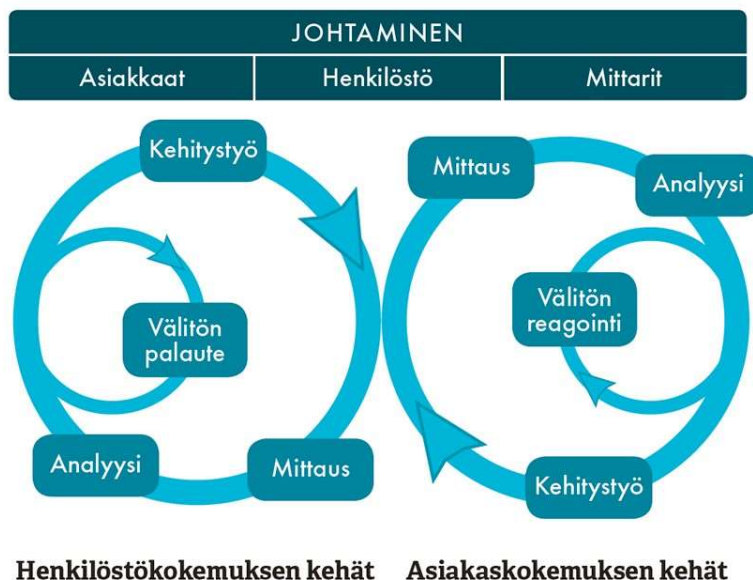 JOHTAMINEN
Asiakkaat
Henkilöstö
Mittarit
Kehitystyö
Välitön
palaute
Analyysi
Mittaus
Mittaus
Analyysi
Välitön
reagointi
Kehitystyö
Henkilöstökokemuksen kehät
Asiakaskokemuksen kehät